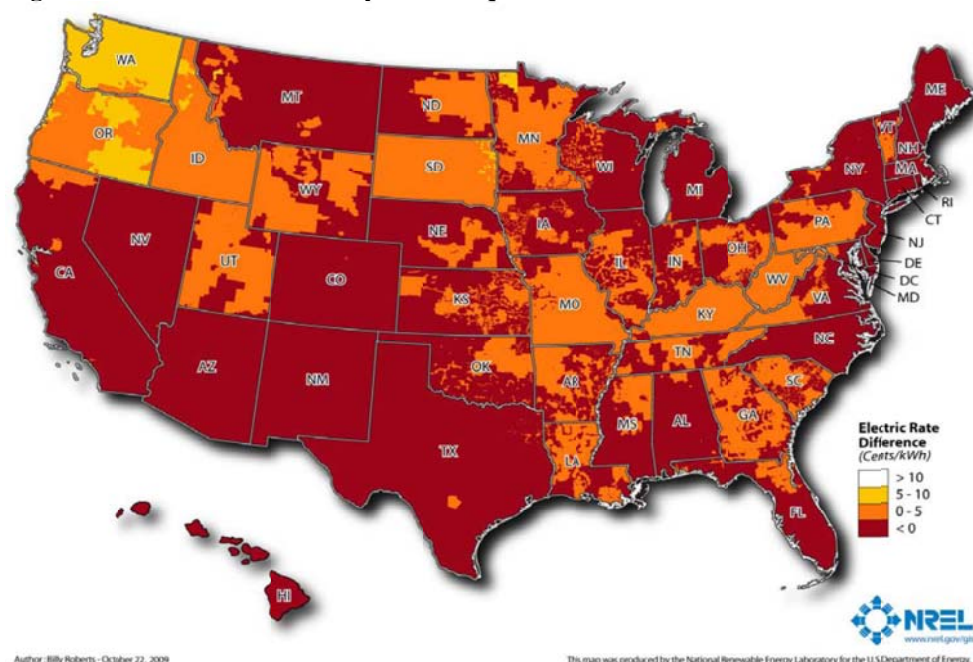 WA
OR
ID
MT
WY
NV
CA
UT
AZ
CO
NM
ND
SD
NE
KS
OK
TX
MN
IA
MO
AR
LA
WI
IL
MI
IN
OH
KY
TN
MS
AL
GA
FL
SC
NC
VA
WV
PA
NY
VT
NH
MA
ME
RI
CT
NJ
DE
DC
MD
HI
Electric Rate
Difference
(Cents/kWh)
> 10
5 - 10
0 - 5
< 0
NREL
Author : Billy Roberts - October 22, 2009
This map was produced by the National Renewable Energy Laboratory for the U.S Department of Energy